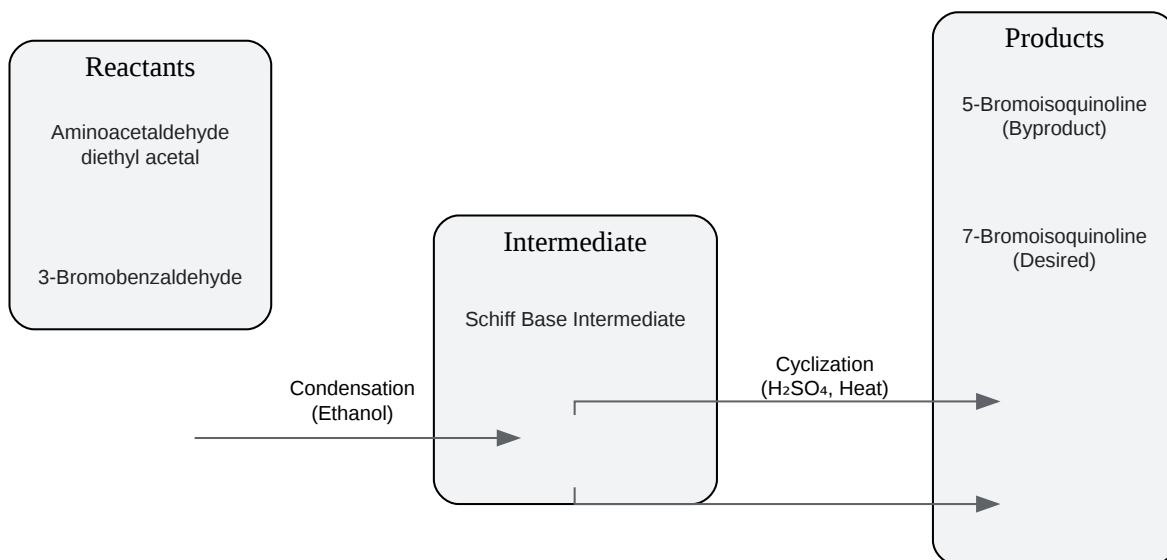 Reactants
Aminoacetaldehyde
diethyl acetal
3-Bromobenzaldehyde
Condensation
(Ethanol)
Intermediate
Schiff Base Intermediate
Cyclization
(H₂SO₄, Heat)
Products
5-Bromoisoquinoline
(Byproduct)
7-Bromoisoquinoline
(Desired)